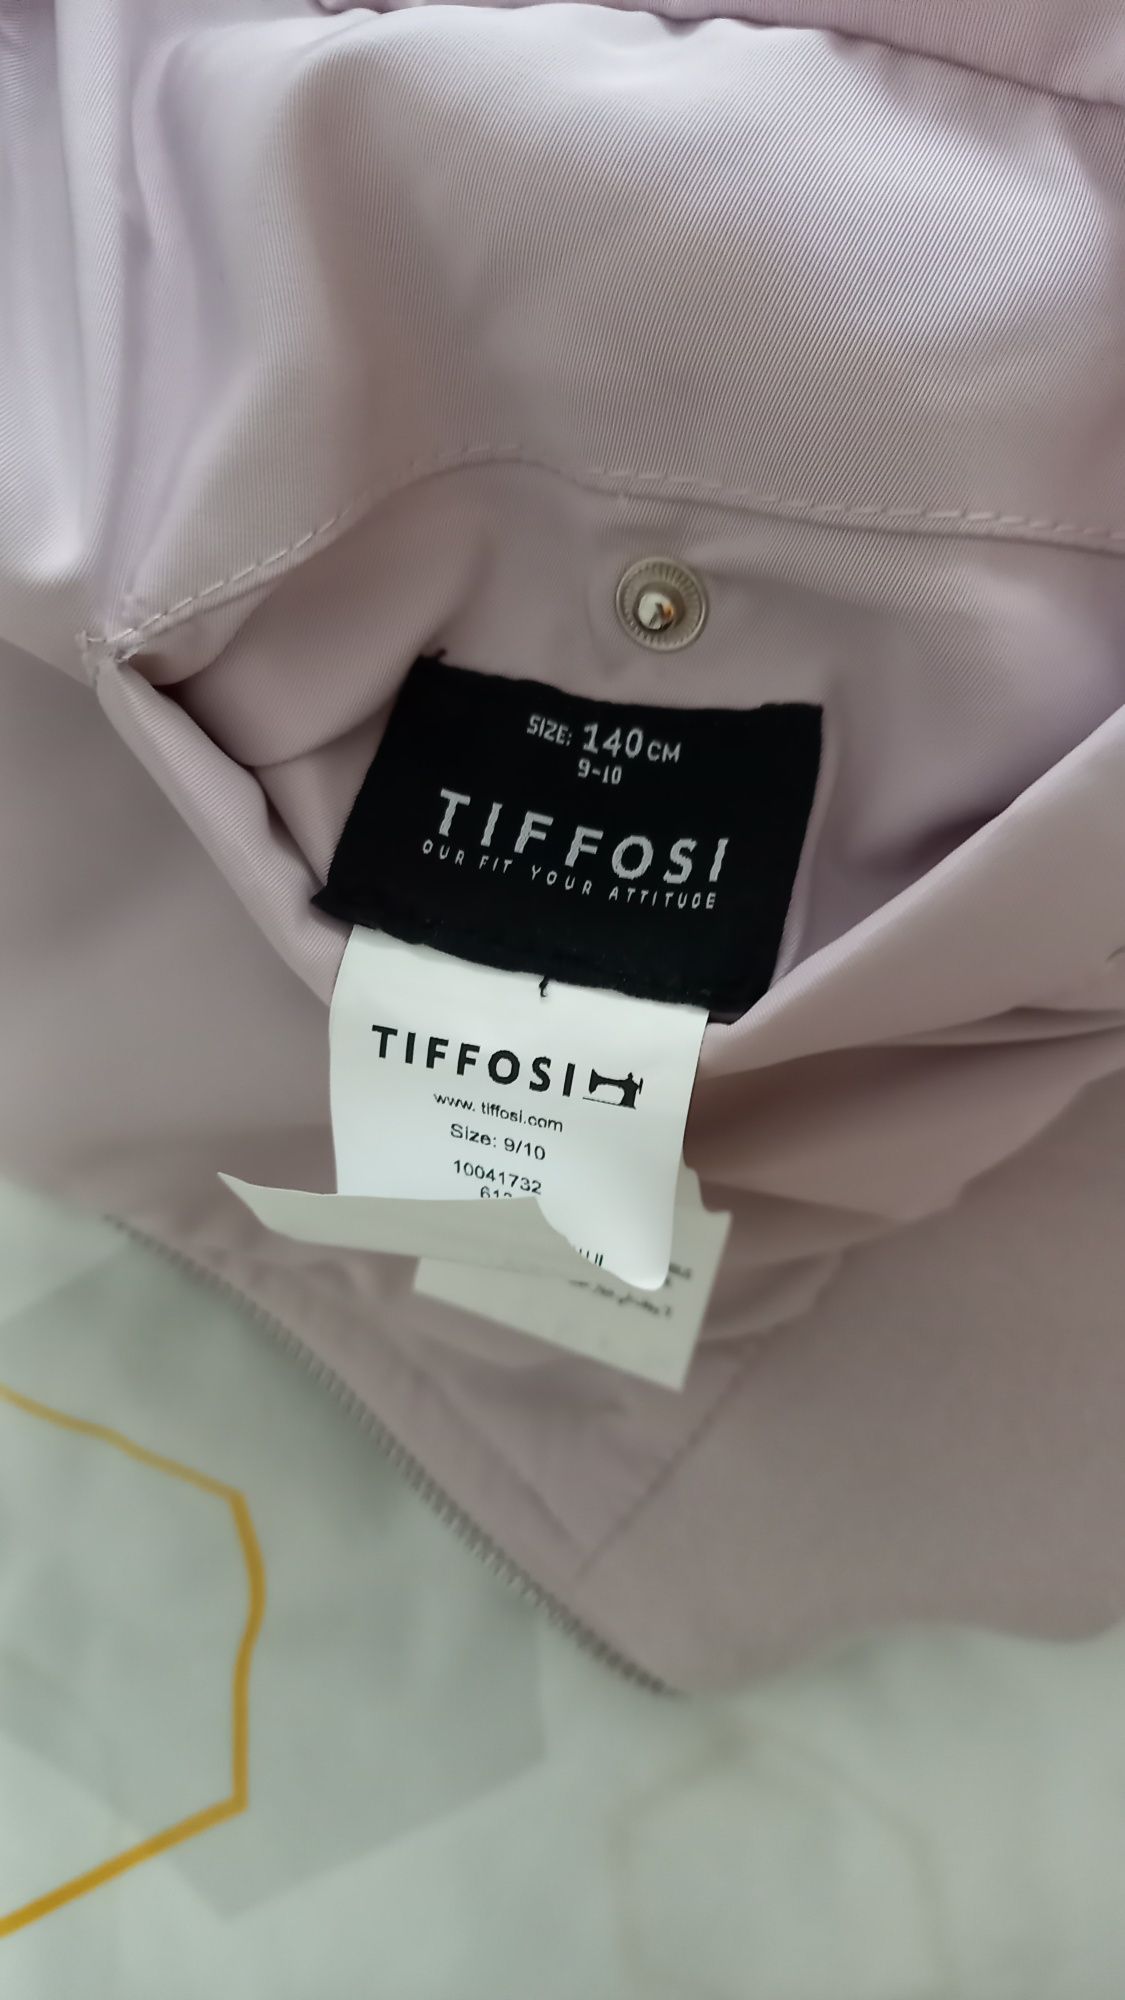 SIZE: 140 CM
9-10
TIFFOSI
OUR FIT YOUR ATTITUDE
TIFFOSI
www.tiffosi.com
Size: 9/10
10041732